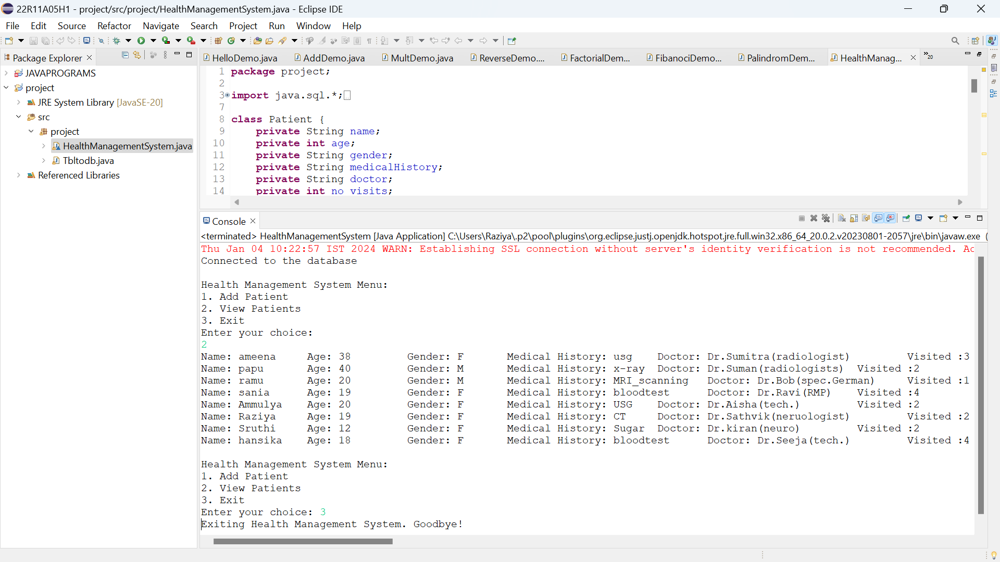 22R11A05H1 - project/src/project/HealthManagementSystem.java - Eclipse IDE
File Edit Source Refactor Navigate Search Project Run Window Help
Package Explorer
JAVAPROGRAMS
project
JRE System Library [JavaSE-20]
src
project
HealthManagementSystem.java
Tbltodb.java
Referenced Libraries
HelloDemo.java AddDemo.java MultDemo.java ReverseDemo.... FactorialDem... FibanociDemo... PalindromDem... HealthManag... »20
1 package project;
2
3 import java.sql.*;
7
8 class Patient {
9 private String name;
10 private int age;
11 private String gender;
12 private String medicalHistory;
13 private String doctor;
14 private int no visits;
Console
<terminated> HealthManagementSystem [Java Application] C:\Users\Raziya\.p2\pool\plugins\org.eclipse.justj.openjdk.hotspot.jre.full.win32.x86_64_20.0.2.v20230801-2057\jre\bin\javaw.exe (
Thu Jan 04 10:22:57 IST 2024 WARN: Establishing SSL connection without server's identity verification is not recommended. Ac
Connected to the database
Health Management System Menu:
1. Add Patient
2. View Patients
3. Exit
Enter your choice:
2
Name: ameena Age: 38 Gender: F Medical History: usg Doctor: Dr.Sumitra(radiologist) Visited :3
Name: papu Age: 40 Gender: M Medical History: x-ray Doctor: Dr.Suman(radiologists) Visited :2
Name: ramu Age: 20 Gender: M Medical History: MRI_scanning Doctor: Dr.Bob(spec.German) Visited :1
Name: sania Age: 19 Gender: F Medical History: bloodtest Doctor: Dr.Ravi(RMP) Visited :4
Name: Ammulya Age: 20 Gender: F Medical History: USG Doctor: Dr.Aisha(tech.) Visited :2
Name: Raziya Age: 19 Gender: F Medical History: CT Doctor: Dr.Sathvik(neruologist) Visited :2
Name: Sruthi Age: 12 Gender: F Medical History: Sugar Doctor: Dr.kiran(neuro) Visited :2
Name: hansika Age: 18 Gender: F Medical History: bloodtest Doctor: Dr.Seeja(tech.) Visited :4
Health Management System Menu:
1. Add Patient
2. View Patients
3. Exit
Enter your choice: 3
Exiting Health Management System. Goodbye!